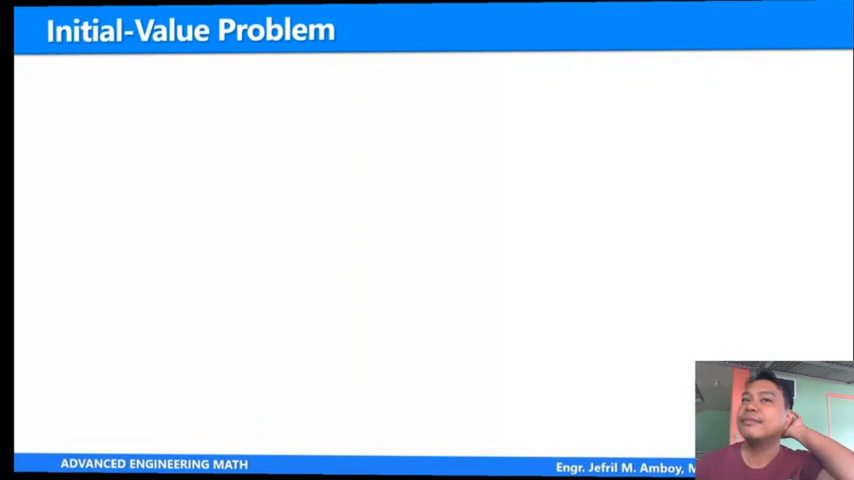 Initial-Value Problem
ADVANCED ENGINEERING MATH
Engr. Jefril M. Amboy, M